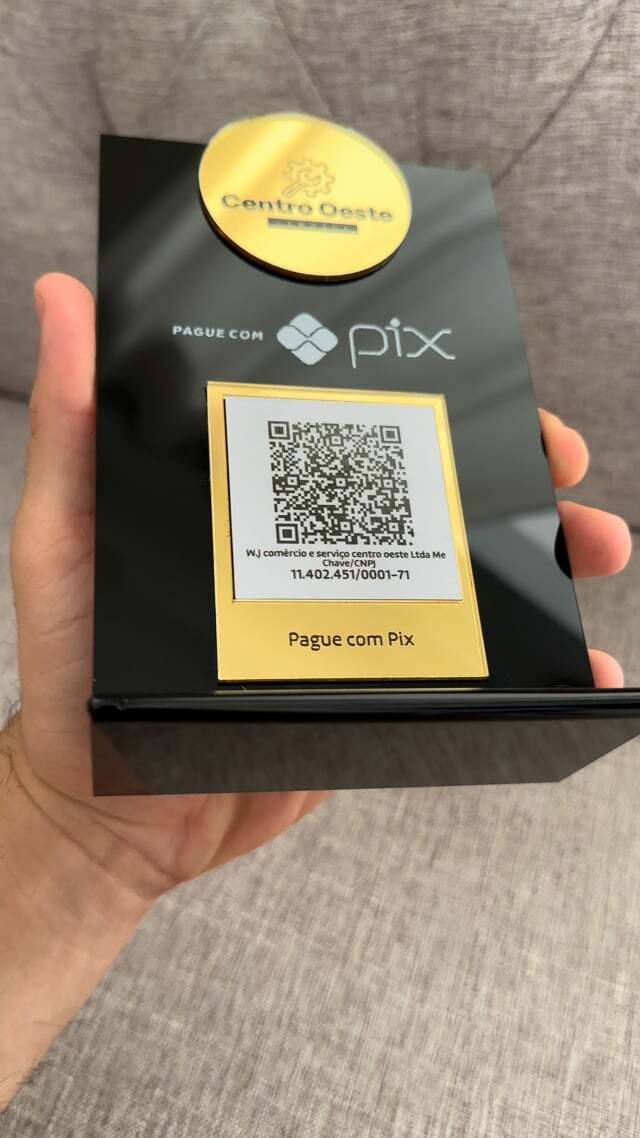 Centro Oeste
PAGUE COM pix
W.J comércio e serviço centro oeste Ltda Me
Chave/CNPJ
11.402.451/0001-71
Pague com Pix